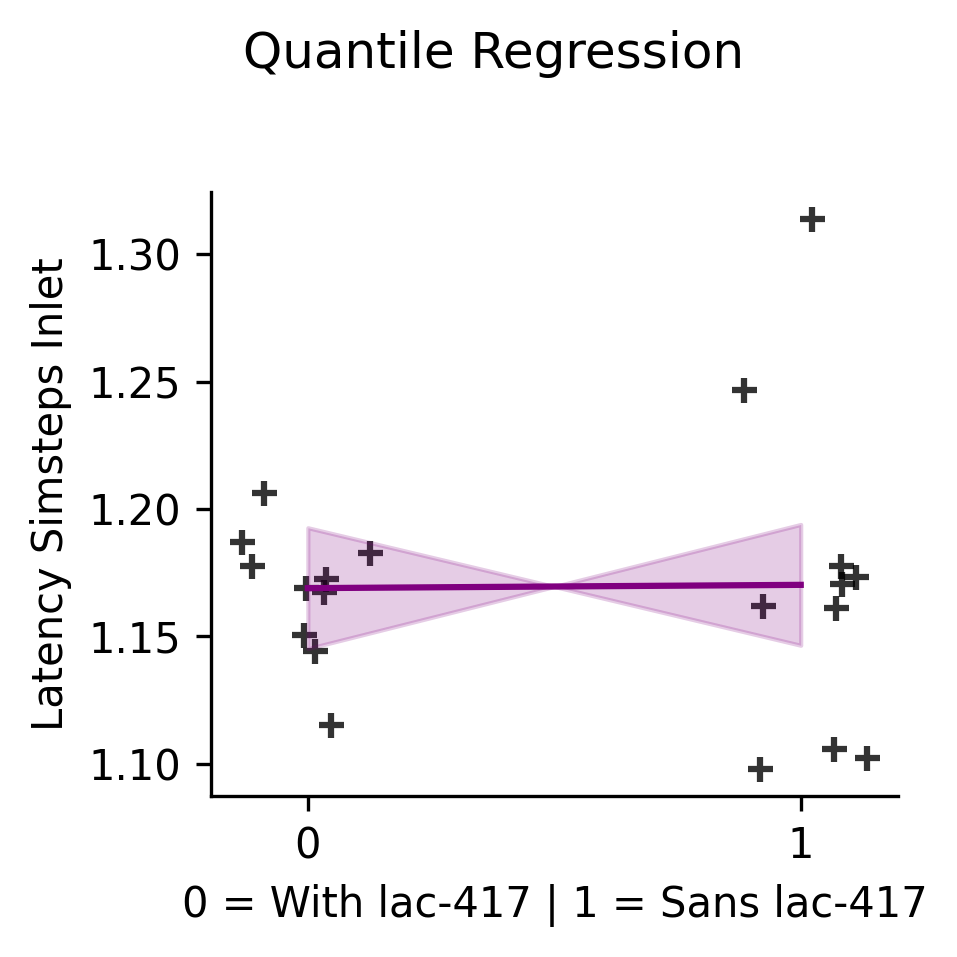 Quantile Regression
Latency Simsteps Inlet
1.30
1.25
1.20
1.15
1.10
0
1
0 = With lac-417 | 1 = Sans lac-417